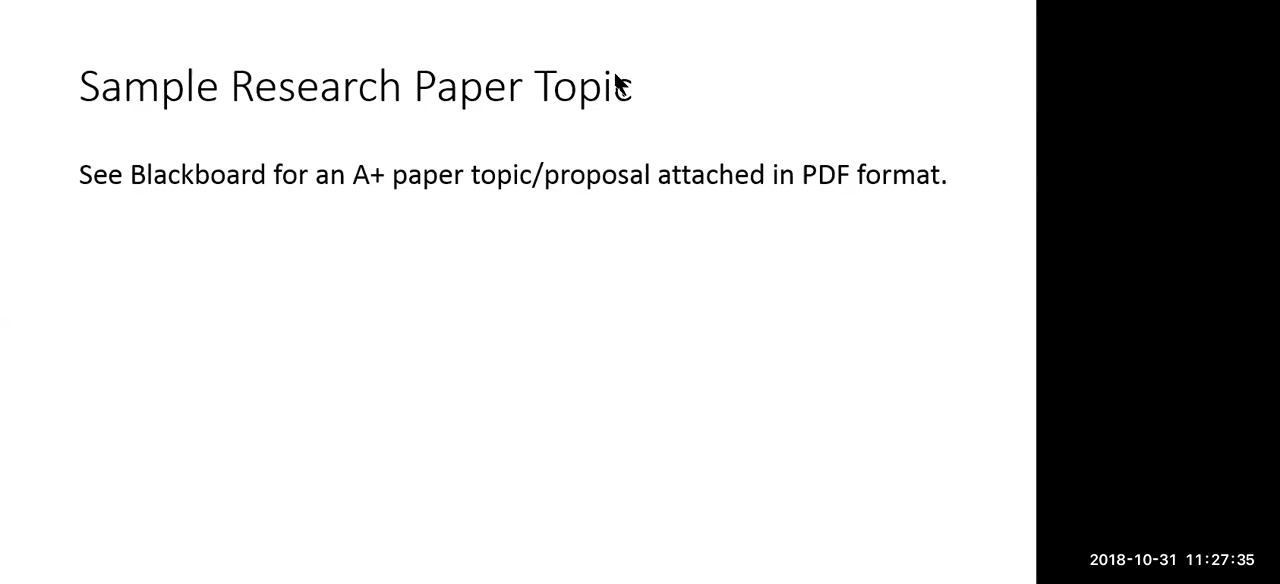 Sample Research Paper Topic
See Blackboard for an A+ paper topic/proposal attached in PDF format.
2018-10-31 11:27:35